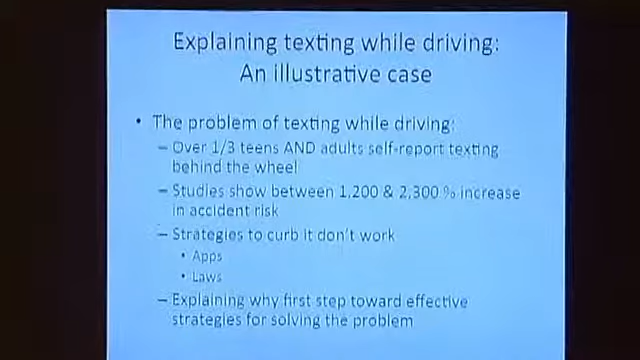 Explaining texting while driving:
An illustrative case
• The problem of texting while driving:
– Over 1/3 teens AND adults self-report texting
behind the wheel
– Studies show between 1,200 & 2,300 % increase
in accident risk
– Strategies to curb it don't work
• Apps
• Laws
– Explaining why first step toward effective
strategies for solving the problem